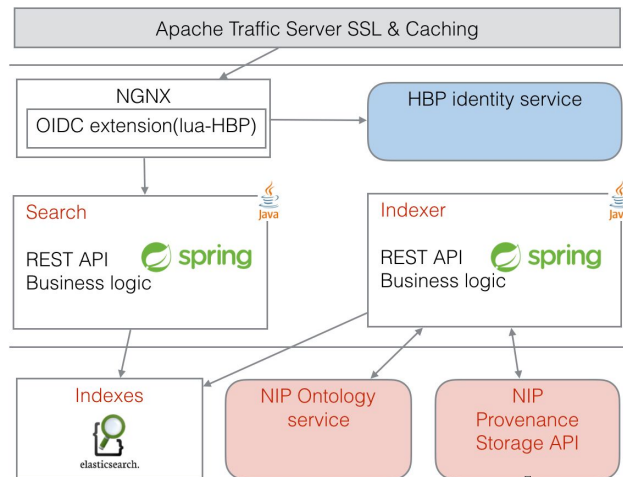 Apache Traffic Server SSL & Caching
NGNX
OIDC extension(lua-HBP)
HBP identity service
Search
Java
REST API
Business logic
spring
Indexer
Java
REST API
Business logic
spring
Indexes
elasticsearch.
NIP Ontology
service
NIP
Provenance
Storage API